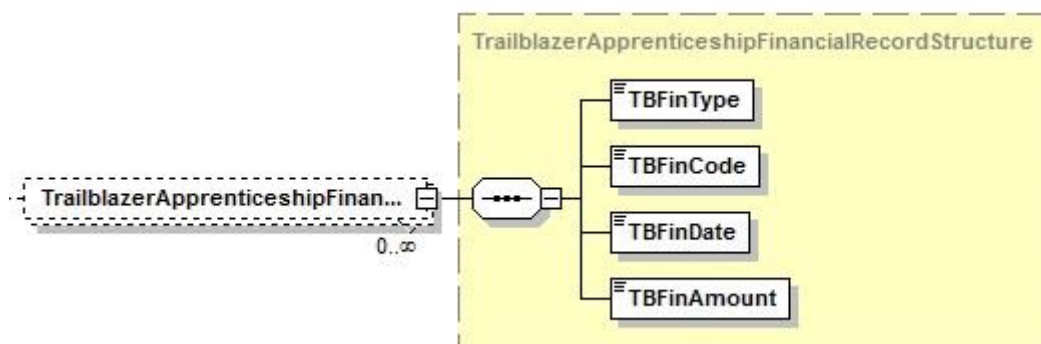 TrailblazerApprenticeshipFinancialRecordStructure
TBFinType
TBFinCode
TrailblazerApprenticeshipFinan...
0..∞
TBFinDate
TBFinAmount